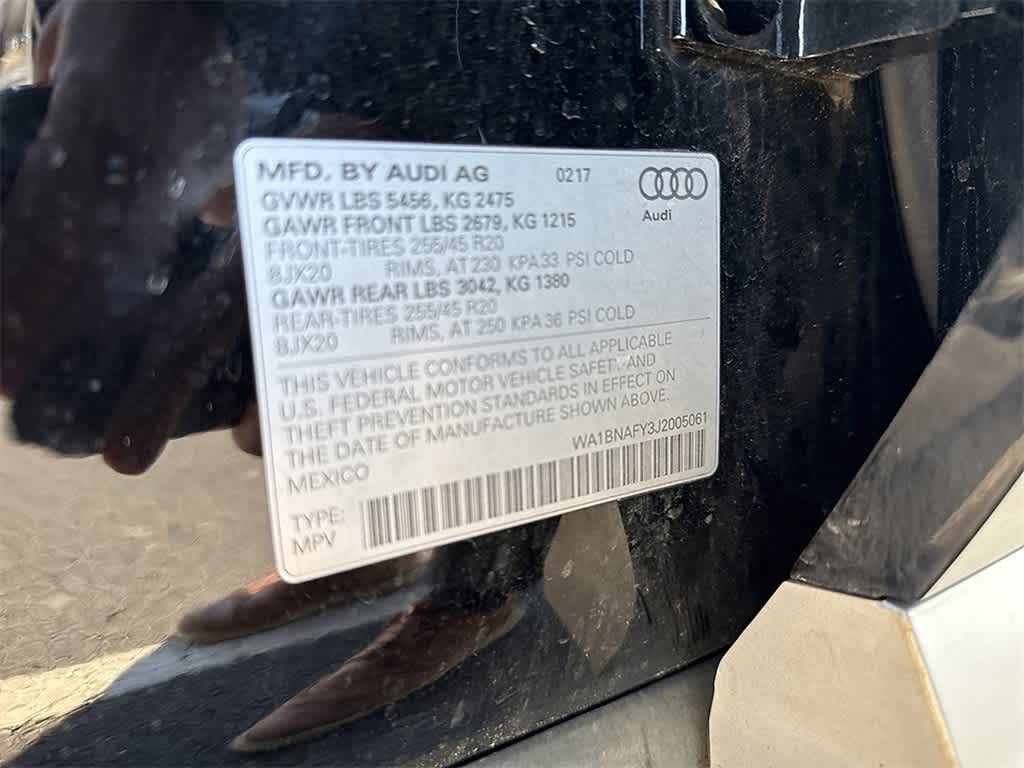 MFD. BY AUDI AG 0217
GVWR LBS 5456, KG 2475
Audi
GAWR FRONT LBS 2679, KG 1215
FRONT-TIRES 255/45 R20
8JX20 RIMS, AT 230 KPA 33 PSI COLD
GAWR REAR LBS 3042, KG 1380
REAR-TIRES 255/45 R20
8JX20 RIMS, AT 250 KPA 36 PSI COLD
THIS VEHICLE CONFORMS TO ALL APPLICABLE
U.S. FEDERAL MOTOR VEHICLE SAFETY AND
THEFT PREVENTION STANDARDS IN EFFECT ON
THE DATE OF MANUFACTURE SHOWN ABOVE.
MEXICO WA1BNAFY3J2005061
TYPE:
MPV